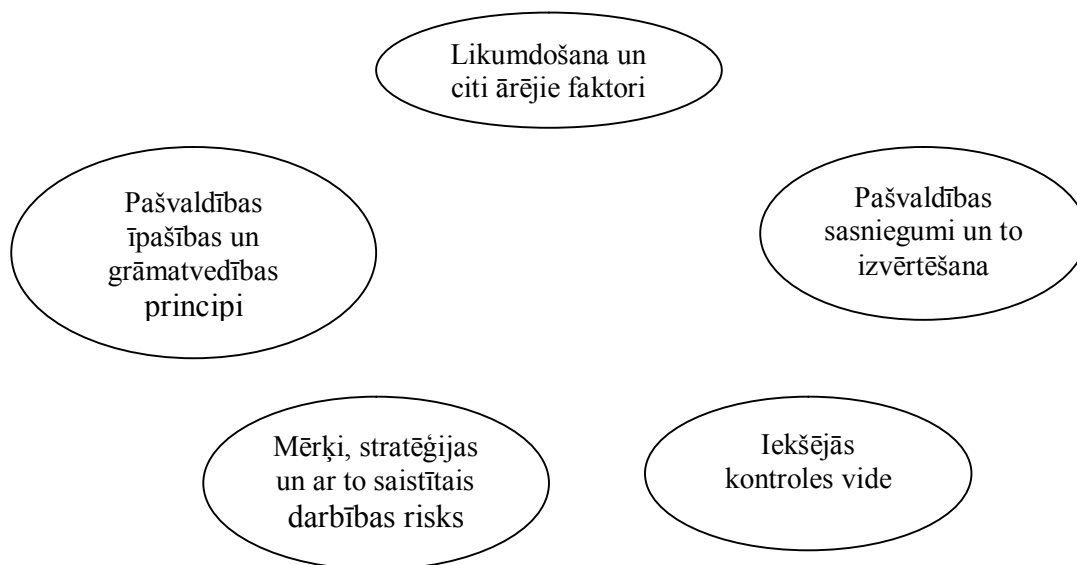 Likumdošana un
citi ārējie faktori
Pašvaldības
īpašības un
grāmatvedības
principi
Pašvaldības
sasniegumi un to
izvērtēšana
Mērķi, stratēģijas
un ar to saistītais
darbības risks
Iekšējās
kontroles vide